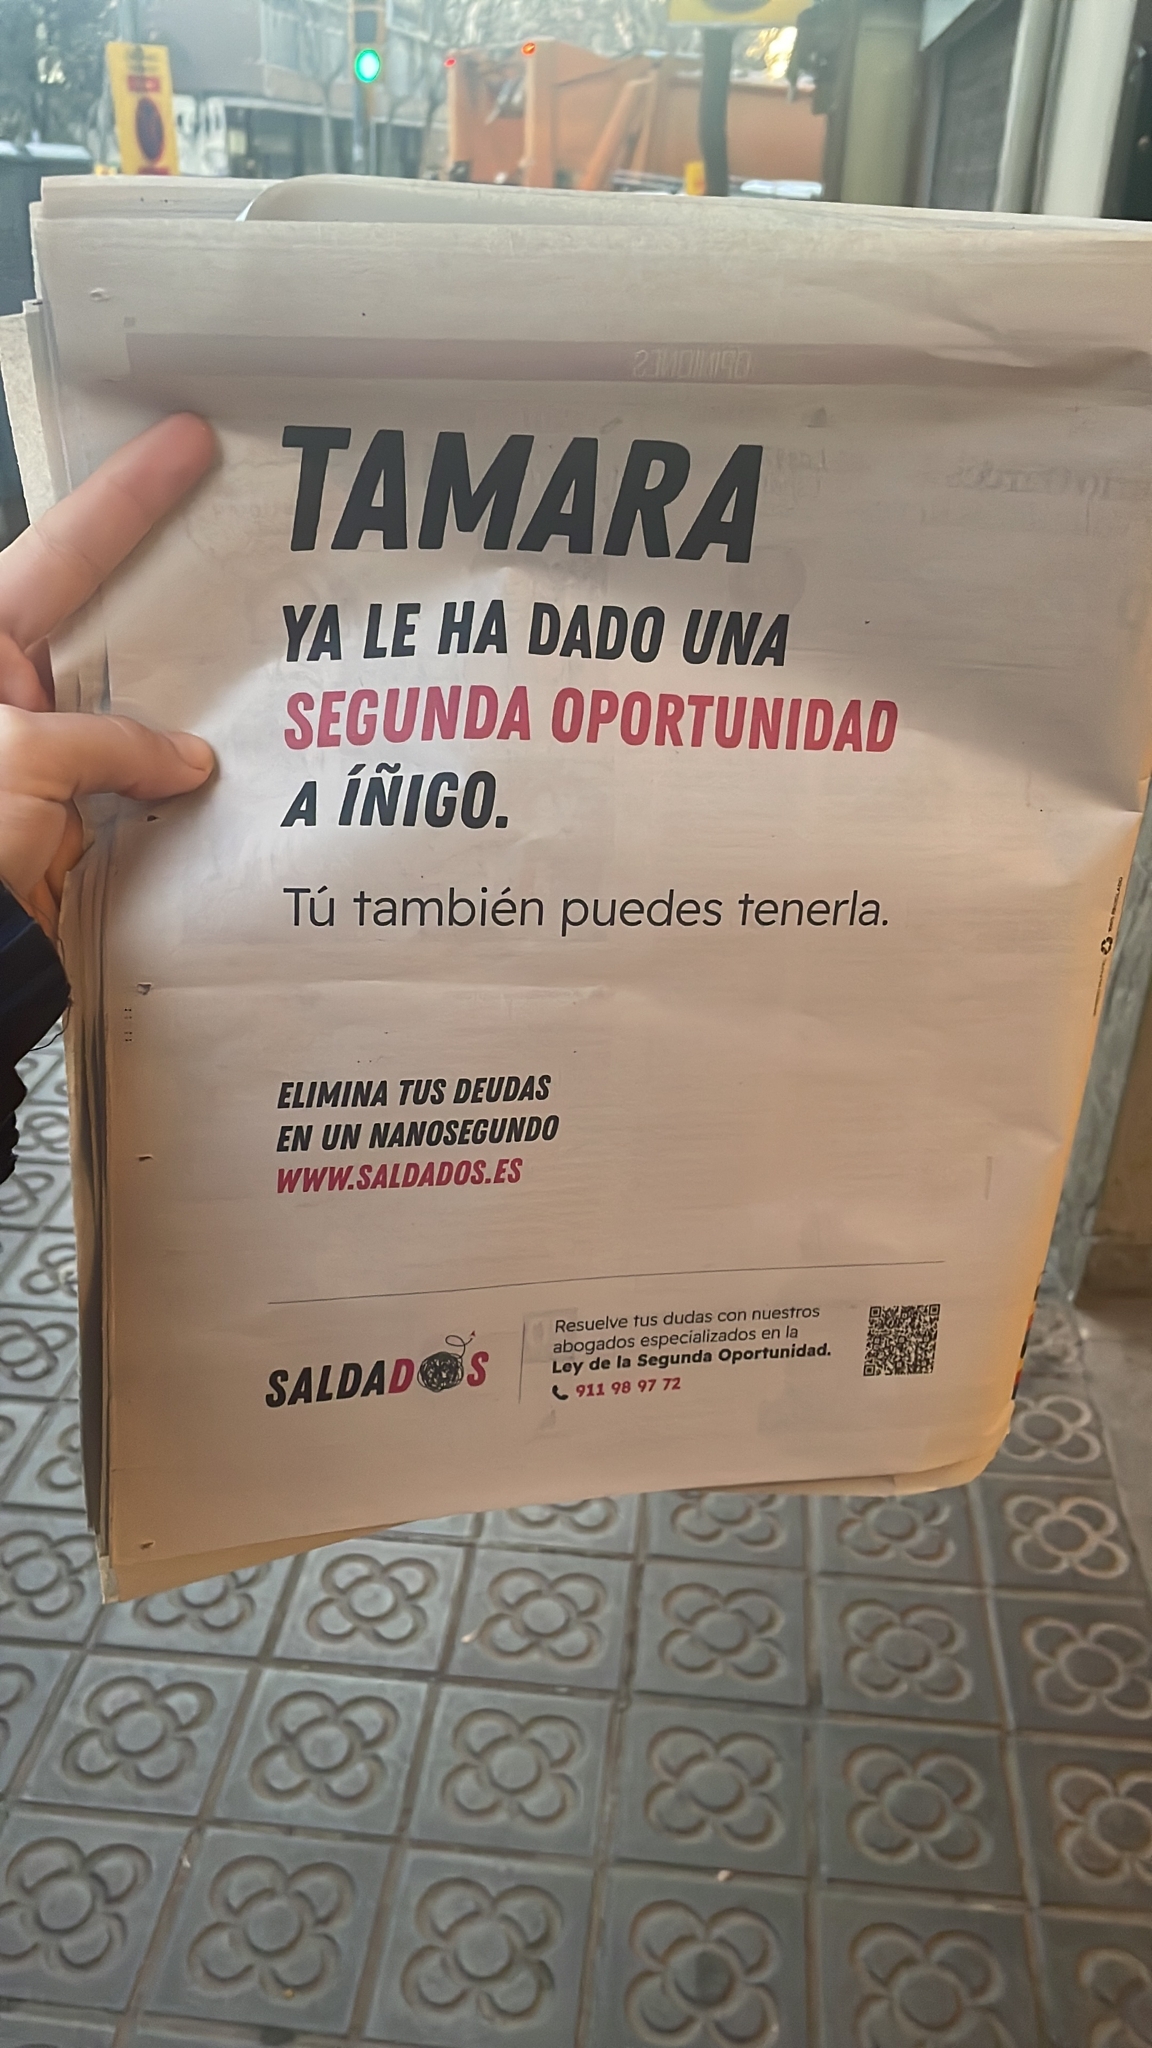 OPINIONES
TAMARA
YA LE HA DADO UNA
SEGUNDA OPORTUNIDAD
A ÍÑIGO.
Tú también puedes tenerla.
ELIMINA TUS DEUDAS
EN UN NANOSEGUNDO
WWW.SALDADOS.ES
SALDADOS
Resuelve tus dudas con nuestros
abogados especializados en la
Ley de la Segunda Oportunidad.
911 98 97 72